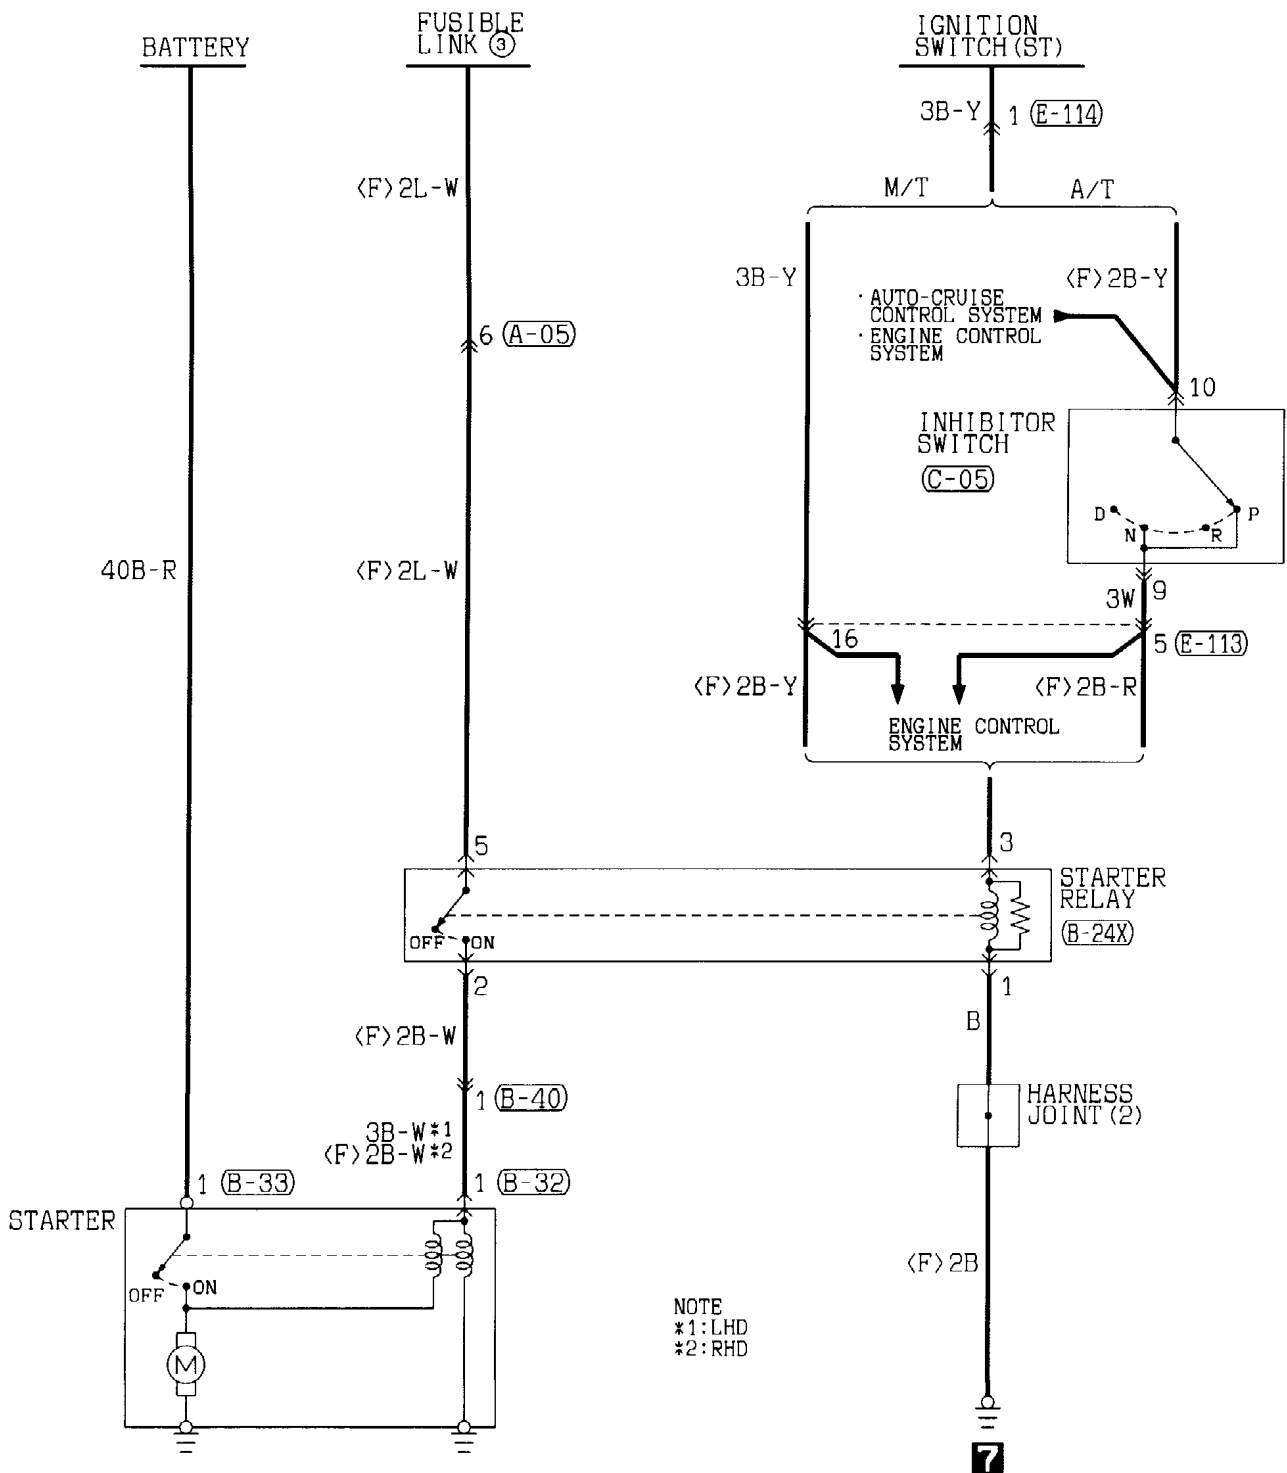 BATTERY
FUSIBLE
LINK ③
IGNITION
SWITCH(ST)
3B-Y
1
E-114
<F>2L-W
M/T
A/T
3B-Y
<F>2B-Y
· AUTO-CRUISE
CONTROL SYSTEM
· ENGINE CONTROL
SYSTEM
6
A-05
10
INHIBITOR
SWITCH
C-05
D
N
R
P
40B-R
<F>2L-W
9
3W
16
5
E-113
<F>2B-Y
<F>2B-R
ENGINE CONTROL
SYSTEM
5
3
STARTER
RELAY
B-24X
OFF
ON
2
1
<F>2B-W
B
1
B-40
HARNESS
JOINT(2)
3B-W*1
<F>2B-W*2
1
B-33
1
B-32
STARTER
OFF
ON
M
<F>2B
NOTE
*1:LHD
*2:RHD
7